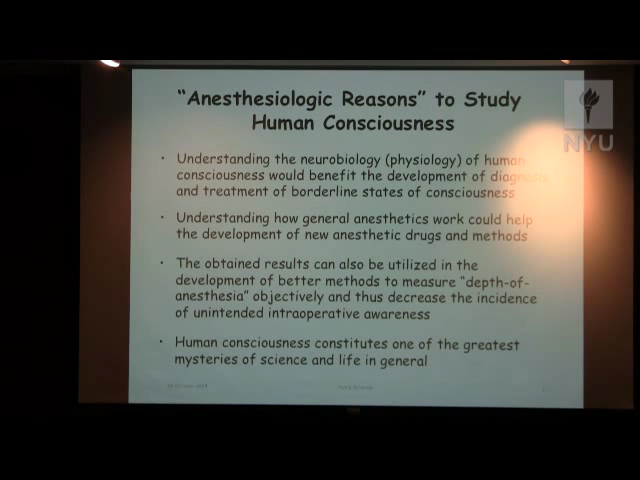 "Anesthesiologic Reasons" to Study
Human Consciousness
• Understanding the neurobiology (physiology) of human
consciousness would benefit the development of diagnosis
and treatment of borderline states of consciousness
• Understanding how general anesthetics work could help
the development of new anesthetic drugs and methods
• The obtained results can also be utilized in the
development of better methods to measure "depth-of-
anesthesia" objectively and thus decrease the incidence
of unintended intraoperative awareness
• Human consciousness constitutes one of the greatest
mysteries of science and life in general
NYU